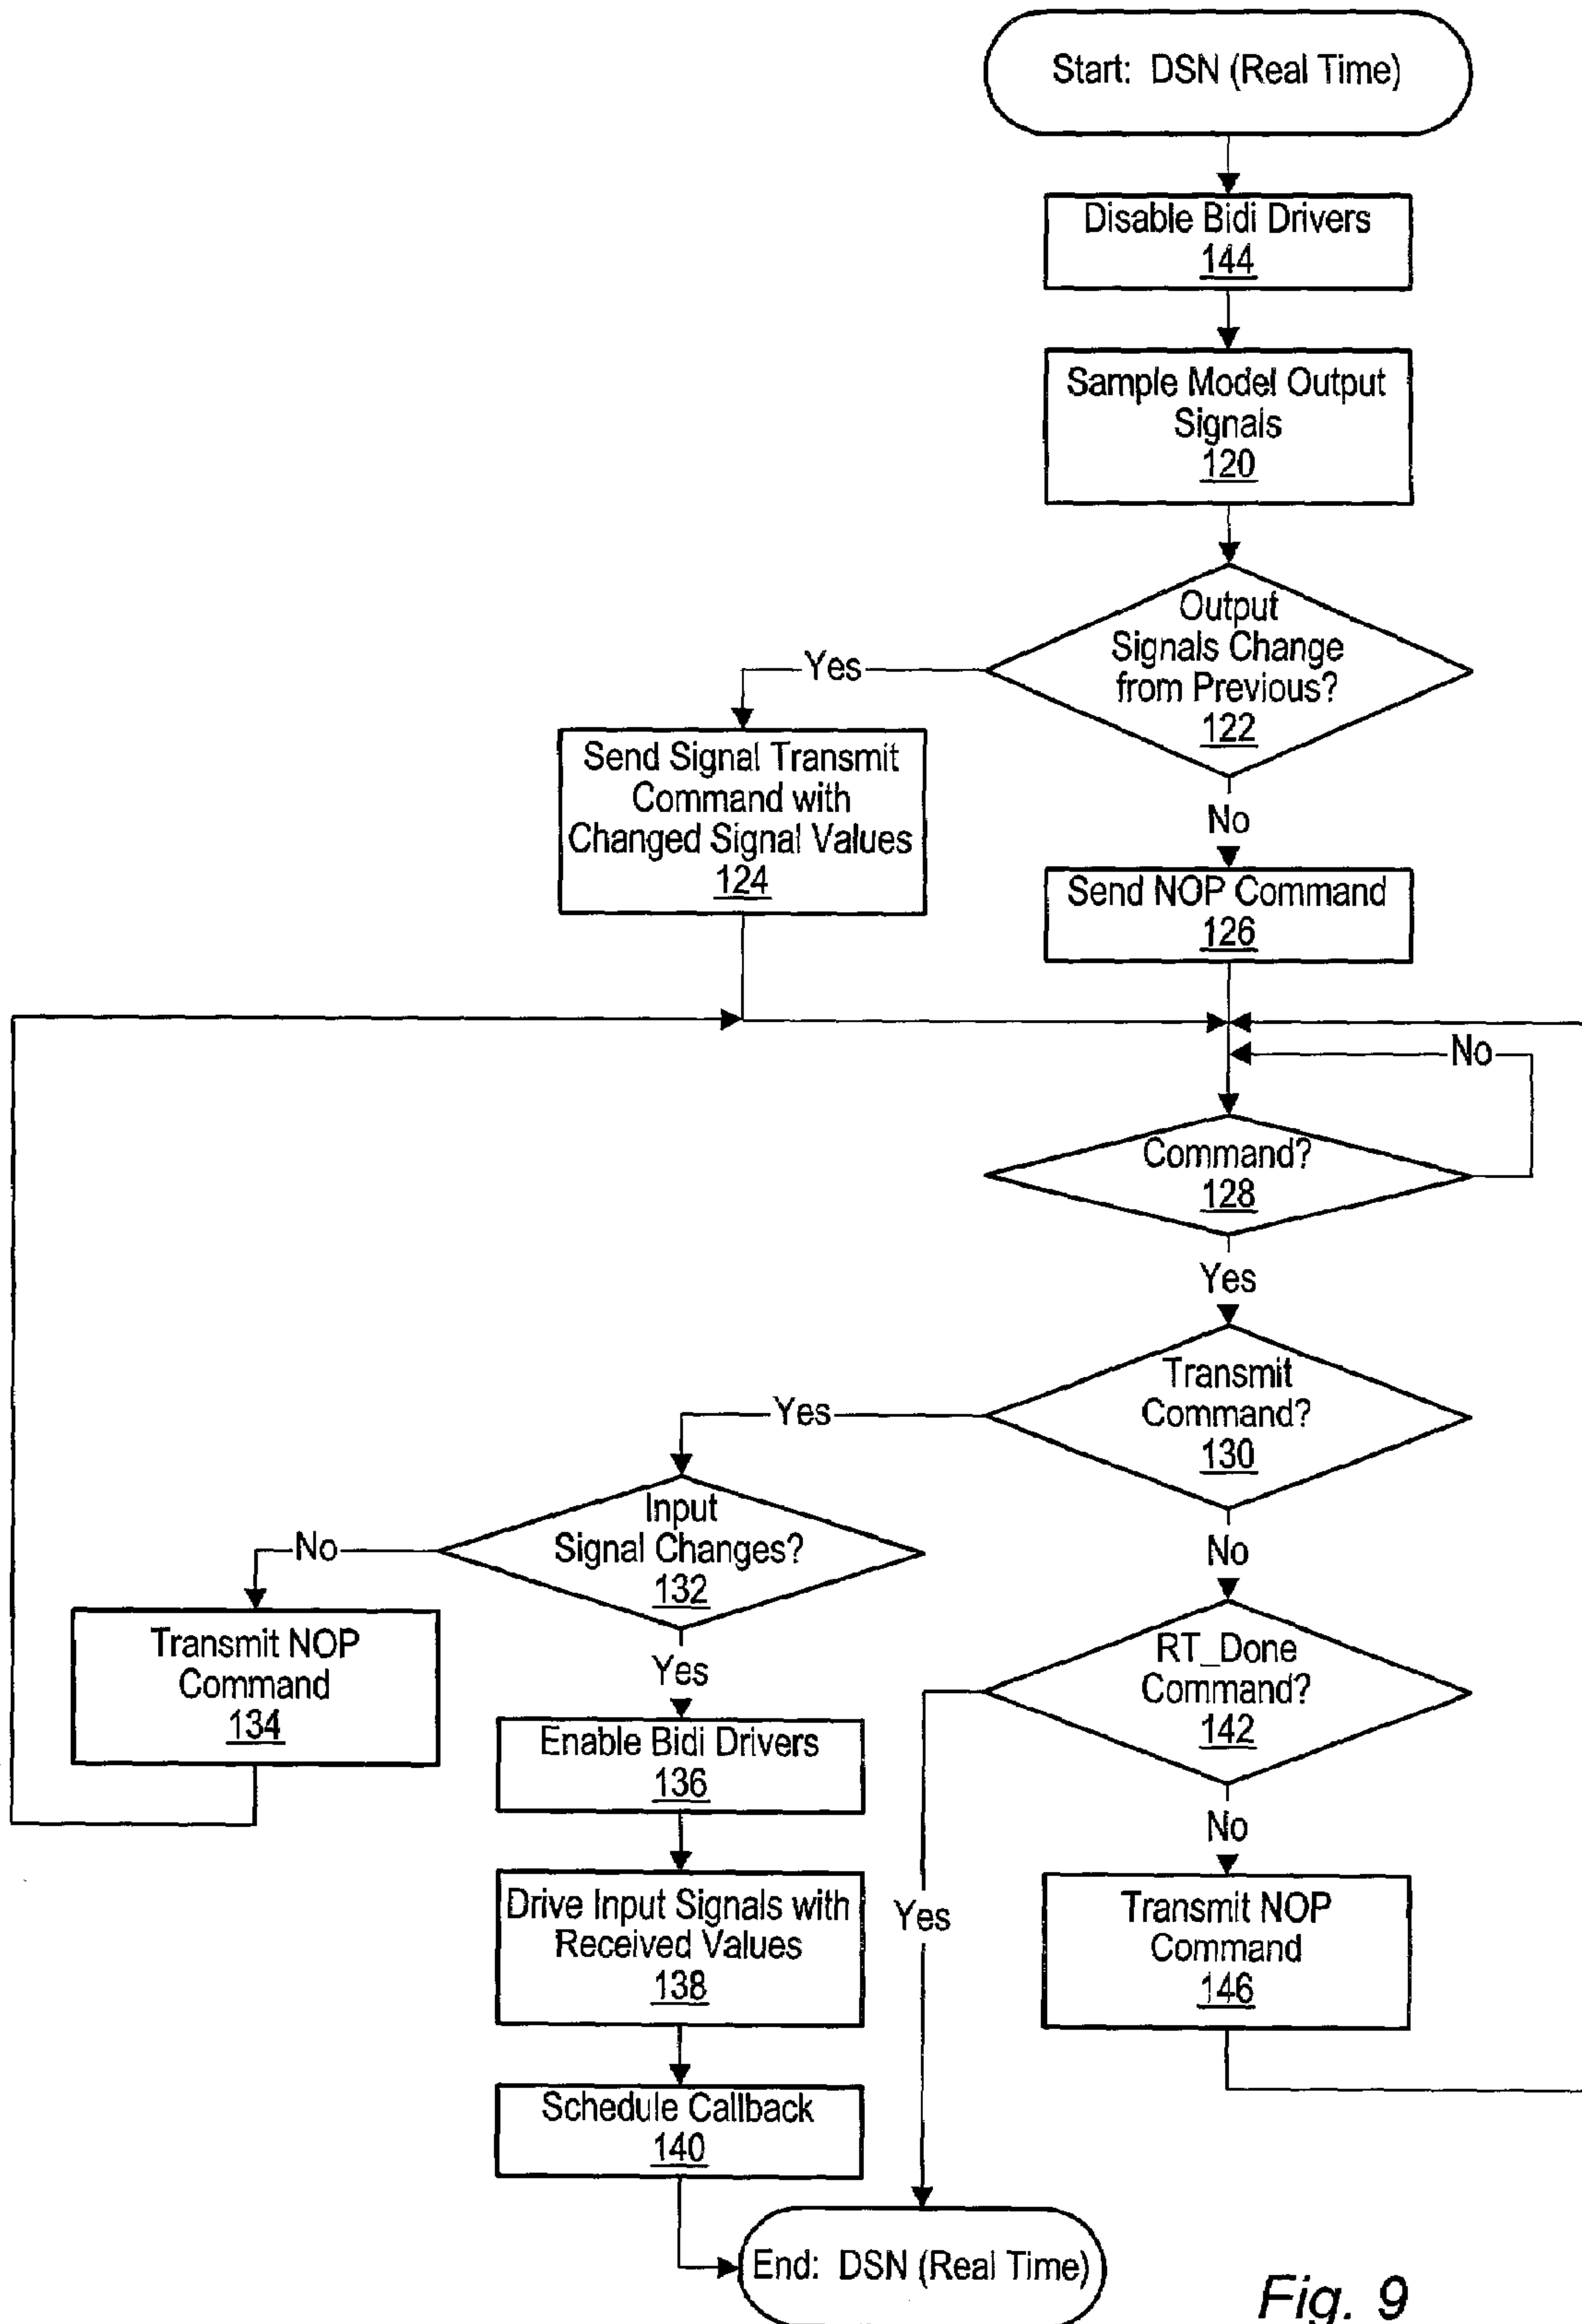 Start: DSN (Real Time)
Disable Bidi Drivers
144
Sample Model Output
Signals
120
Output
Signals Change
from Previous?
122
Yes
No
Send Signal Transmit
Command with
Changed Signal Values
124
Send NOP Command
126
No
Command?
128
Yes
Transmit
Command?
130
Yes
No
Input
Signal Changes?
132
No
Yes
Transmit NOP
Command
134
RT_Done
Command?
142
Yes
No
Enable Bidi Drivers
136
Drive Input Signals with
Received Values
138
Transmit NOP
Command
146
Schedule Callback
140
End: DSN (Real Time)
Fig. 9